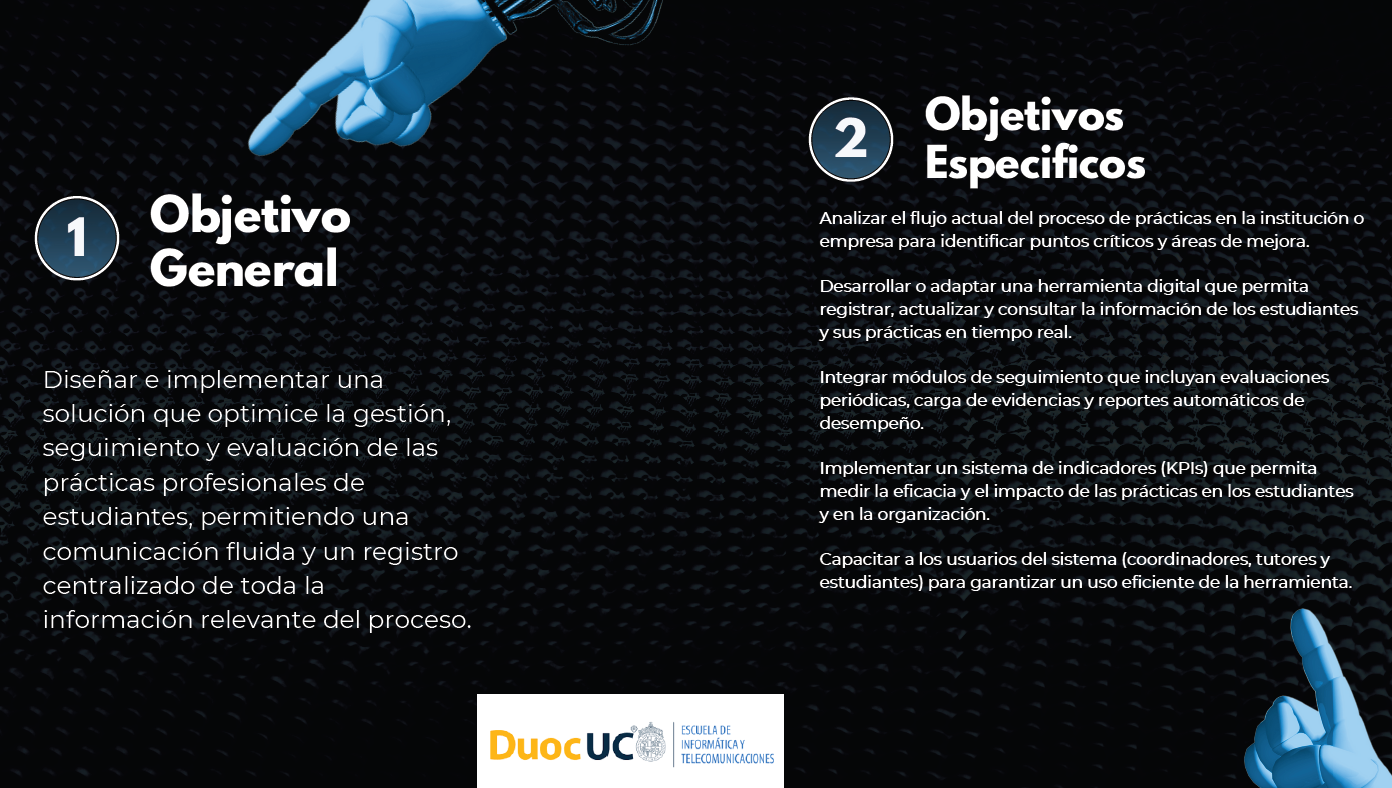 1
Objetivo
General
Diseñar e implementar una
solución que optimice la gestión,
seguimiento y evaluación de las
prácticas profesionales de
estudiantes, permitiendo una
comunicación fluida y un registro
centralizado de toda la
información relevante del proceso.
2
Objetivos
Especificos
Analizar el flujo actual del proceso de prácticas en la institución o
empresa para identificar puntos críticos y áreas de mejora.
Desarrollar o adaptar una herramienta digital que permita
registrar, actualizar y consultar la información de los estudiantes
y sus prácticas en tiempo real.
Integrar módulos de seguimiento que incluyan evaluaciones
periódicas, carga de evidencias y reportes automáticos de
desempeño.
Implementar un sistema de indicadores (KPIs) que permita
medir la eficacia y el impacto de las prácticas en los estudiantes
y en la organización.
Capacitar a los usuarios del sistema (coordinadores, tutores y
estudiantes) para garantizar un uso eficiente de la herramienta.
DuocUC®
ESCUELA DE
INFORMÁTICA Y
TELECOMUNICACIONES